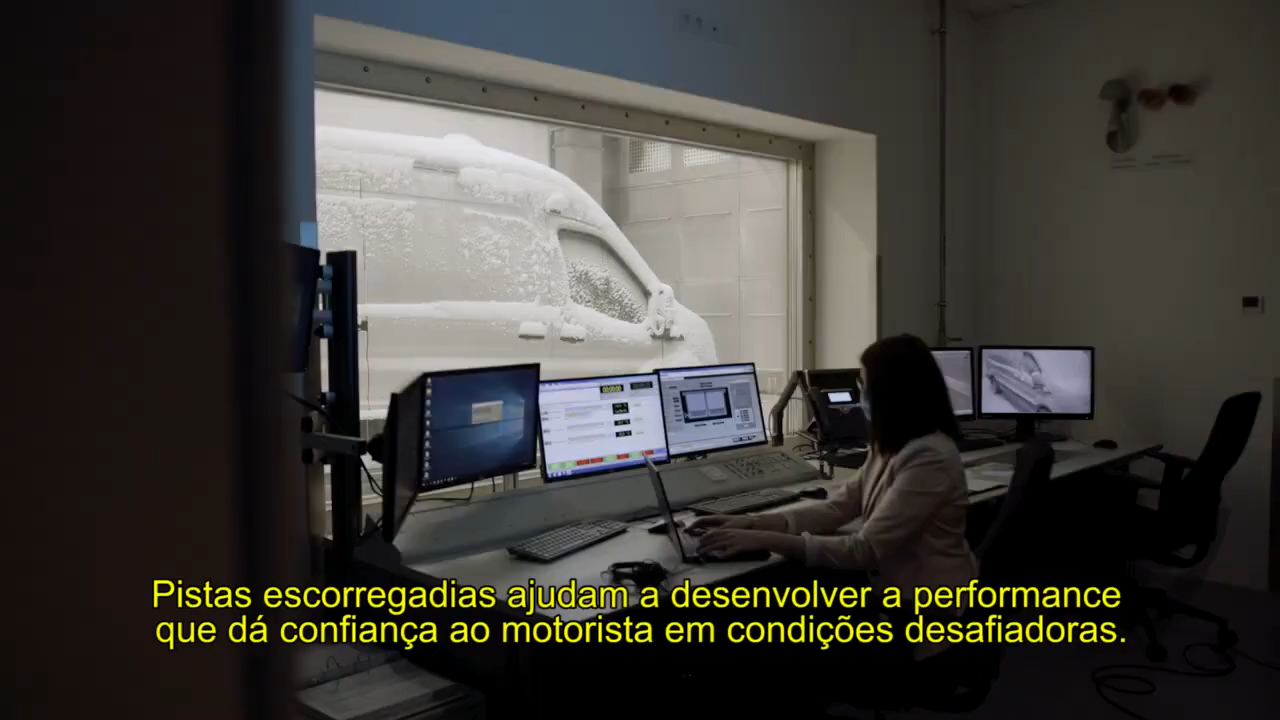 Pistas escorregadias ajudam a desenvolver a performance
que dá confiança ao motorista em condições desafiadoras.